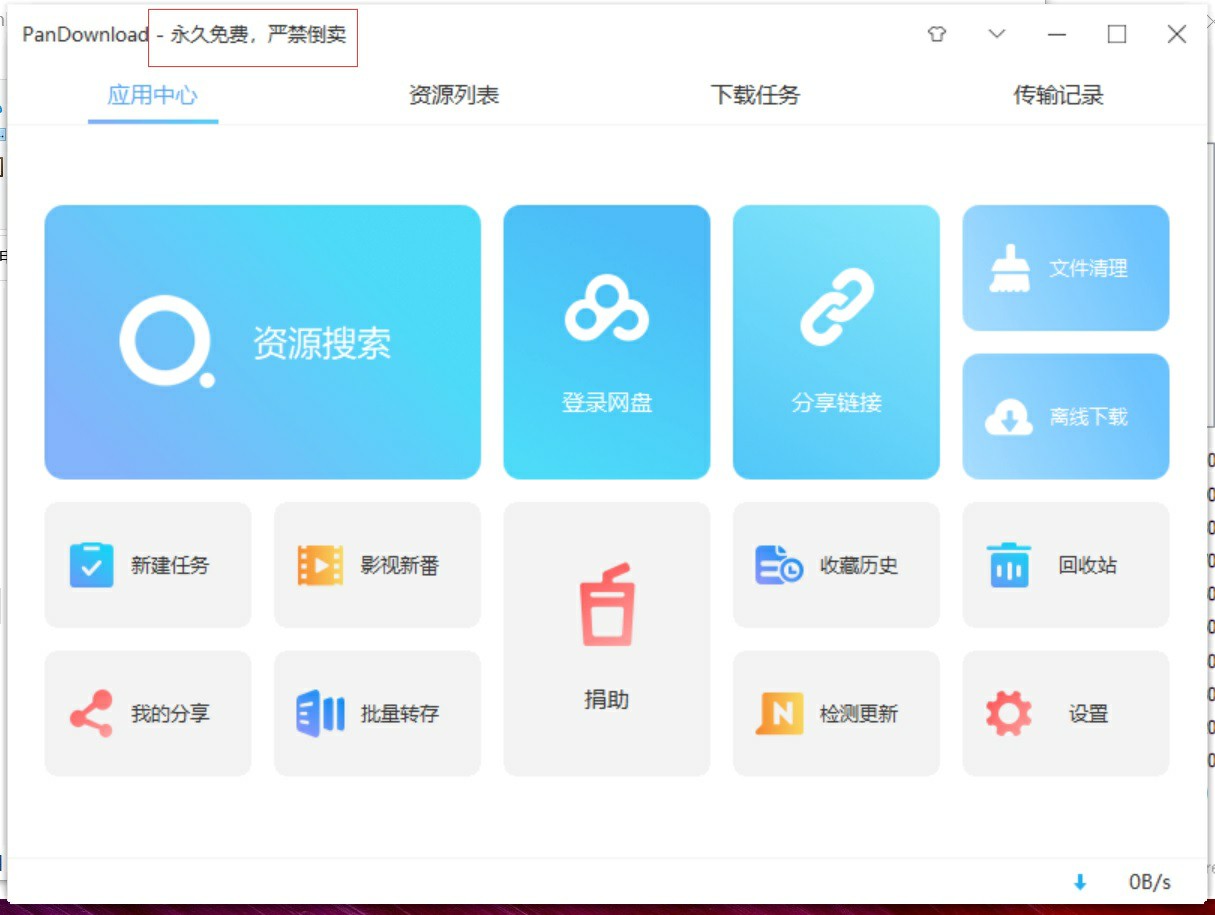 PanDownload - 永久免费，严禁倒卖
应用中心 资源列表 下载任务 传输记录
资源搜索
登录网盘
分享链接
文件清理
离线下载
新建任务
影视新番
捐助
收藏历史
回收站
我的分享
批量转存
检测更新
设置
0B/s